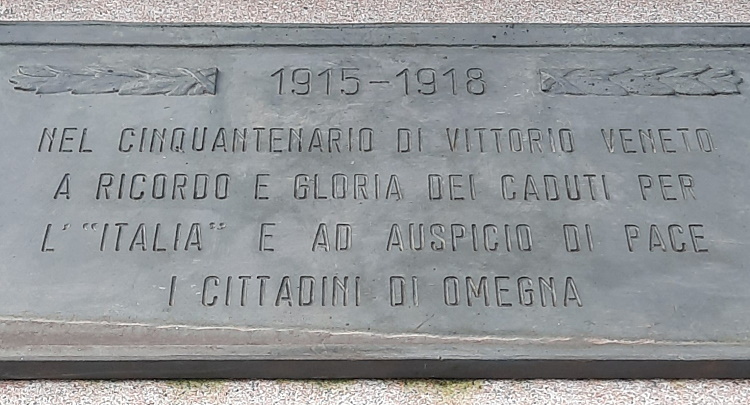 1915-1918
NEL CINQUANTENARIO DI VITTORIO VENETO
A RICORDO E GLORIA DEI CADUTI PER
L' "ITALIA" E AD AUSPICIO DI PACE
I CITTADINI DI OMEGNA